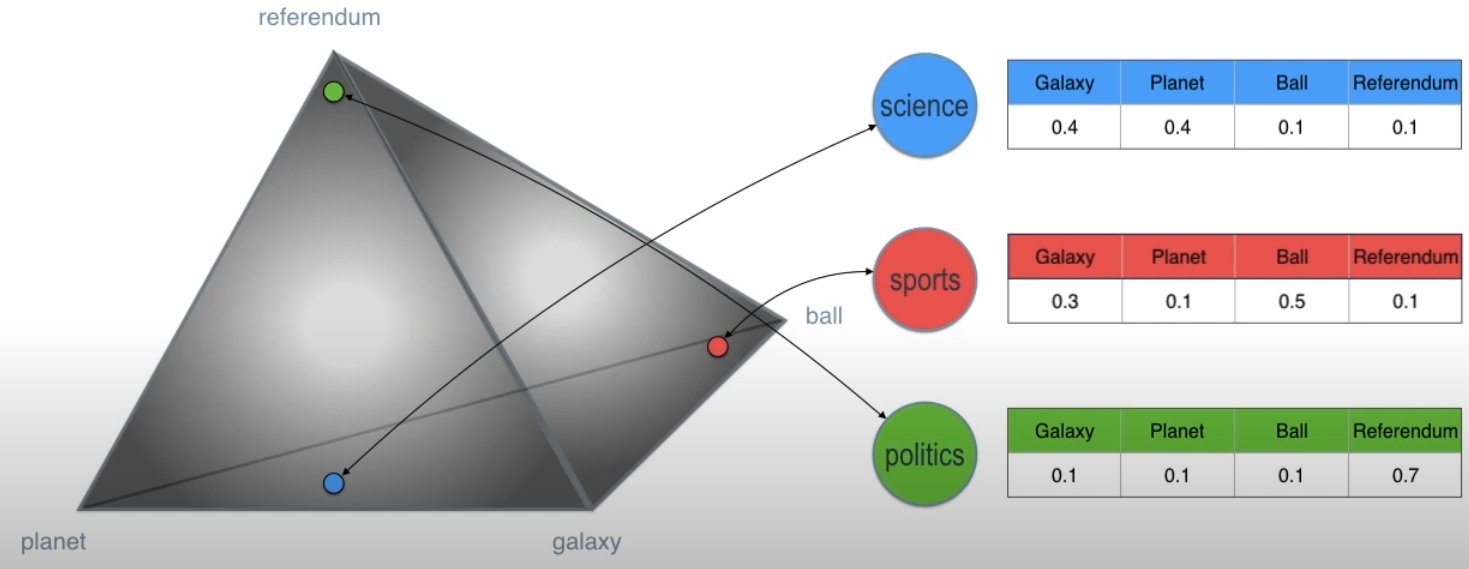 referendum
planet
galaxy
ball
science
Galaxy Planet Ball Referendum
0.4 0.4 0.1 0.1
sports
Galaxy Planet Ball Referendum
0.3 0.1 0.5 0.1
politics
Galaxy Planet Ball Referendum
0.1 0.1 0.1 0.7